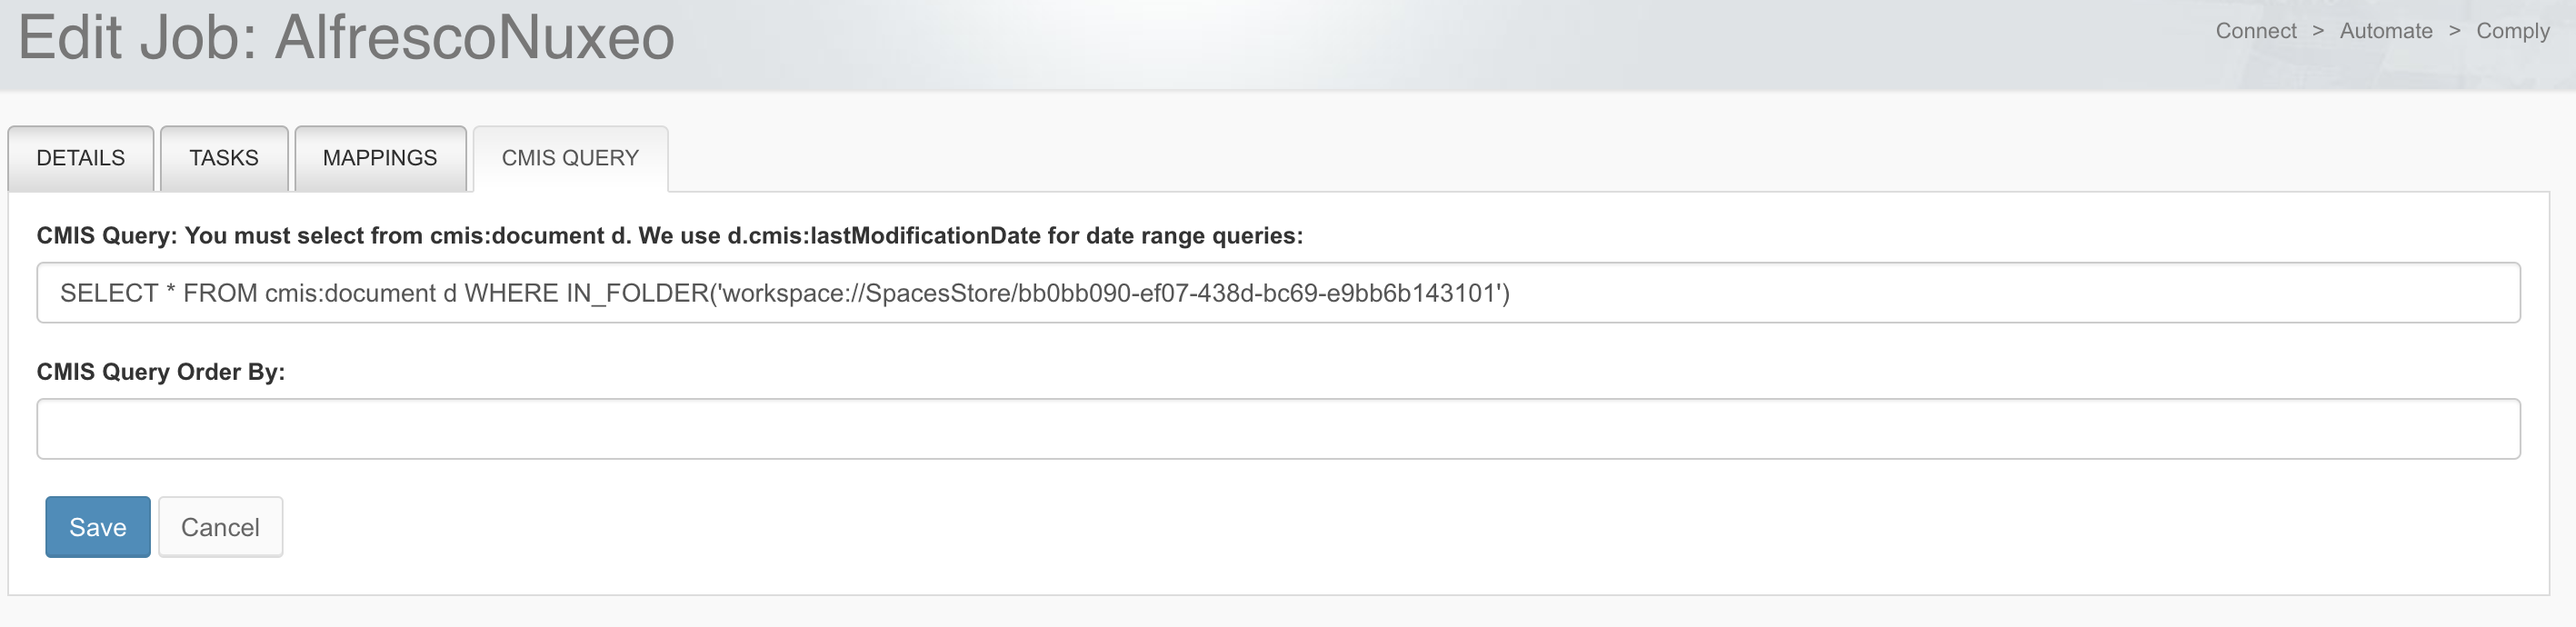 Edit Job: AlfrescoNuxeo
Connect > Automate > Comply
DETAILS TASKS MAPPINGS CMIS QUERY
CMIS Query: You must select from cmis:document d. We use d.cmis:lastModificationDate for date range queries:
SELECT * FROM cmis:document d WHERE IN_FOLDER('workspace://SpacesStore/bb0bb090-ef07-438d-bc69-e9bb6b143101')
CMIS Query Order By:
Save Cancel